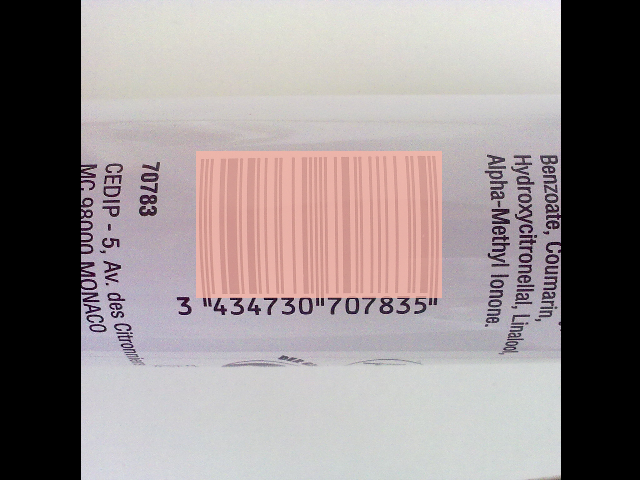 70783
CEDIP - 5, Av. des Citronniers
MC 98000 MONACO
3 "434730"707835"
Benzoate, Coumarin,
Hydroxycitronellal, Linalool,
Alpha-Methyl Ionone.